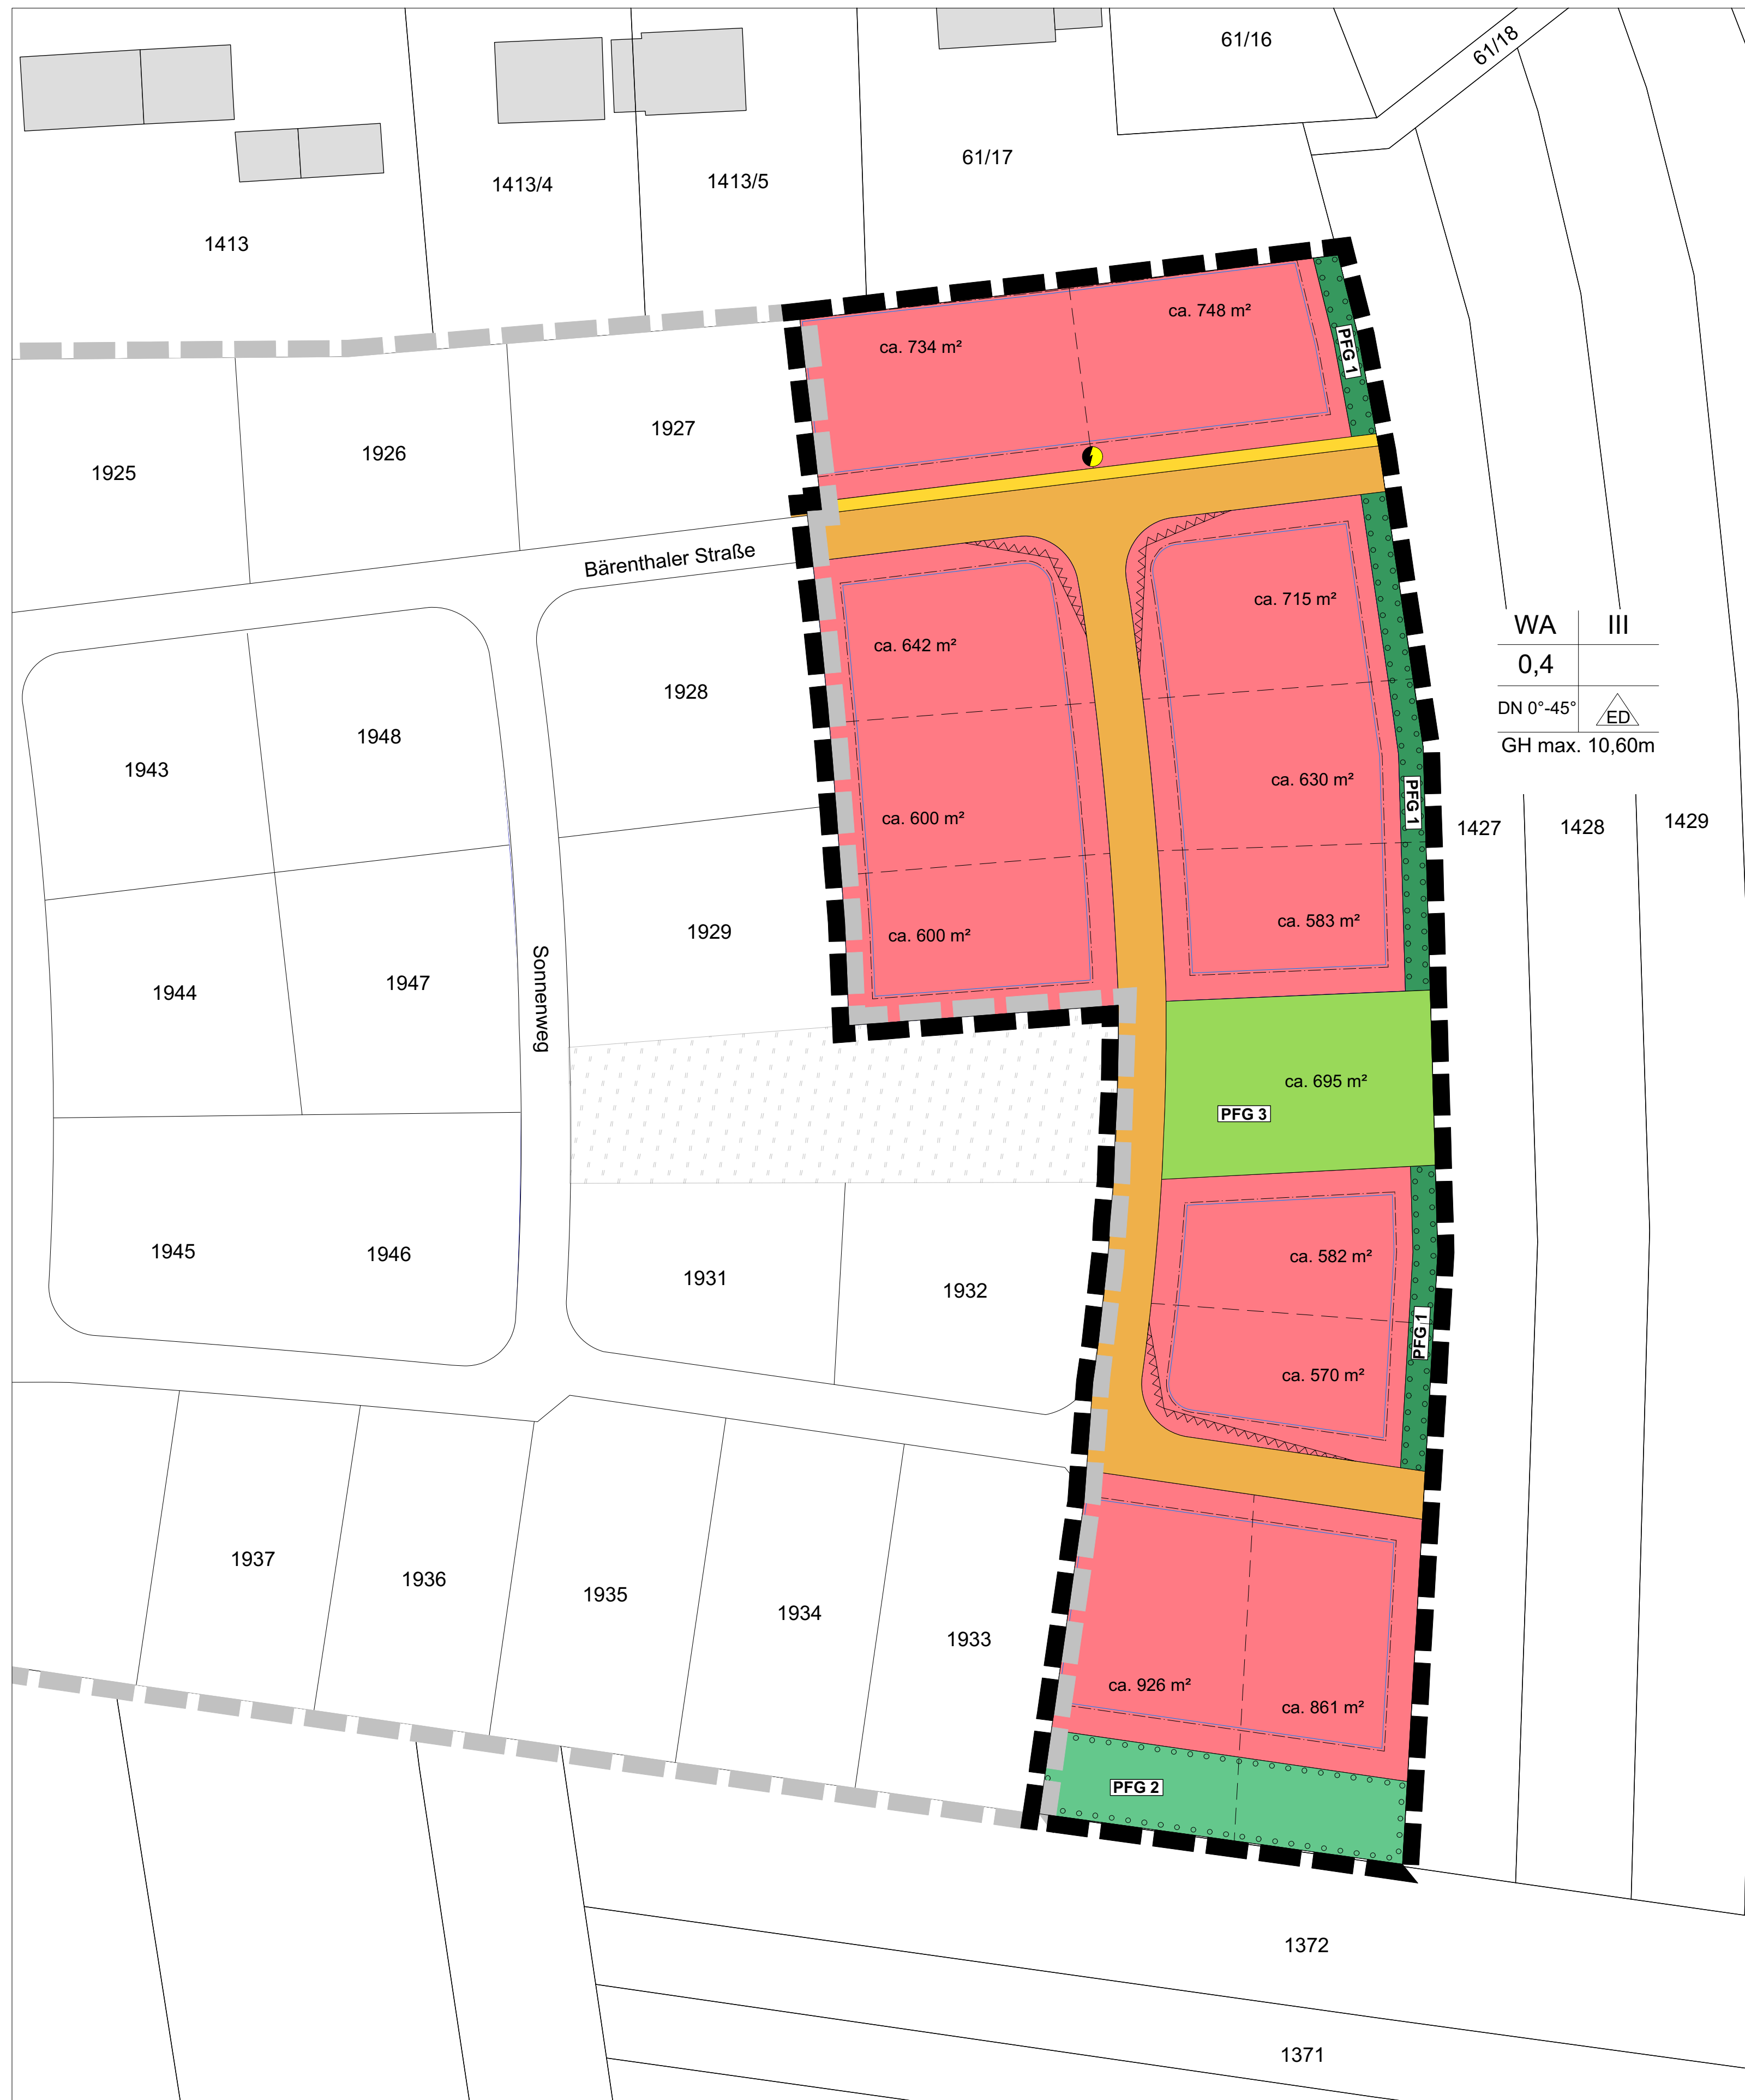 61/16
61/18
61/17
1413/4
1413/5
1413
ca. 748 m²
ca. 734 m²
PFG 1
1927
1926
1925
Bärenthaler Straße
ca. 715 m²
WA III
0,4
DN 0°-45° ED
GH max. 10,60m
ca. 642 m²
1928
1948
1943
ca. 630 m²
PFG 1
ca. 600 m²
1427
1428
1429
ca. 583 m²
ca. 600 m²
1929
1947
1944
Sonnenweg
ca. 695 m²
PFG 3
1945
1946
ca. 582 m²
1931
1932
PFG 1
ca. 570 m²
1937
1936
1935
1934
1933
ca. 926 m²
ca. 861 m²
PFG 2
1372
1371